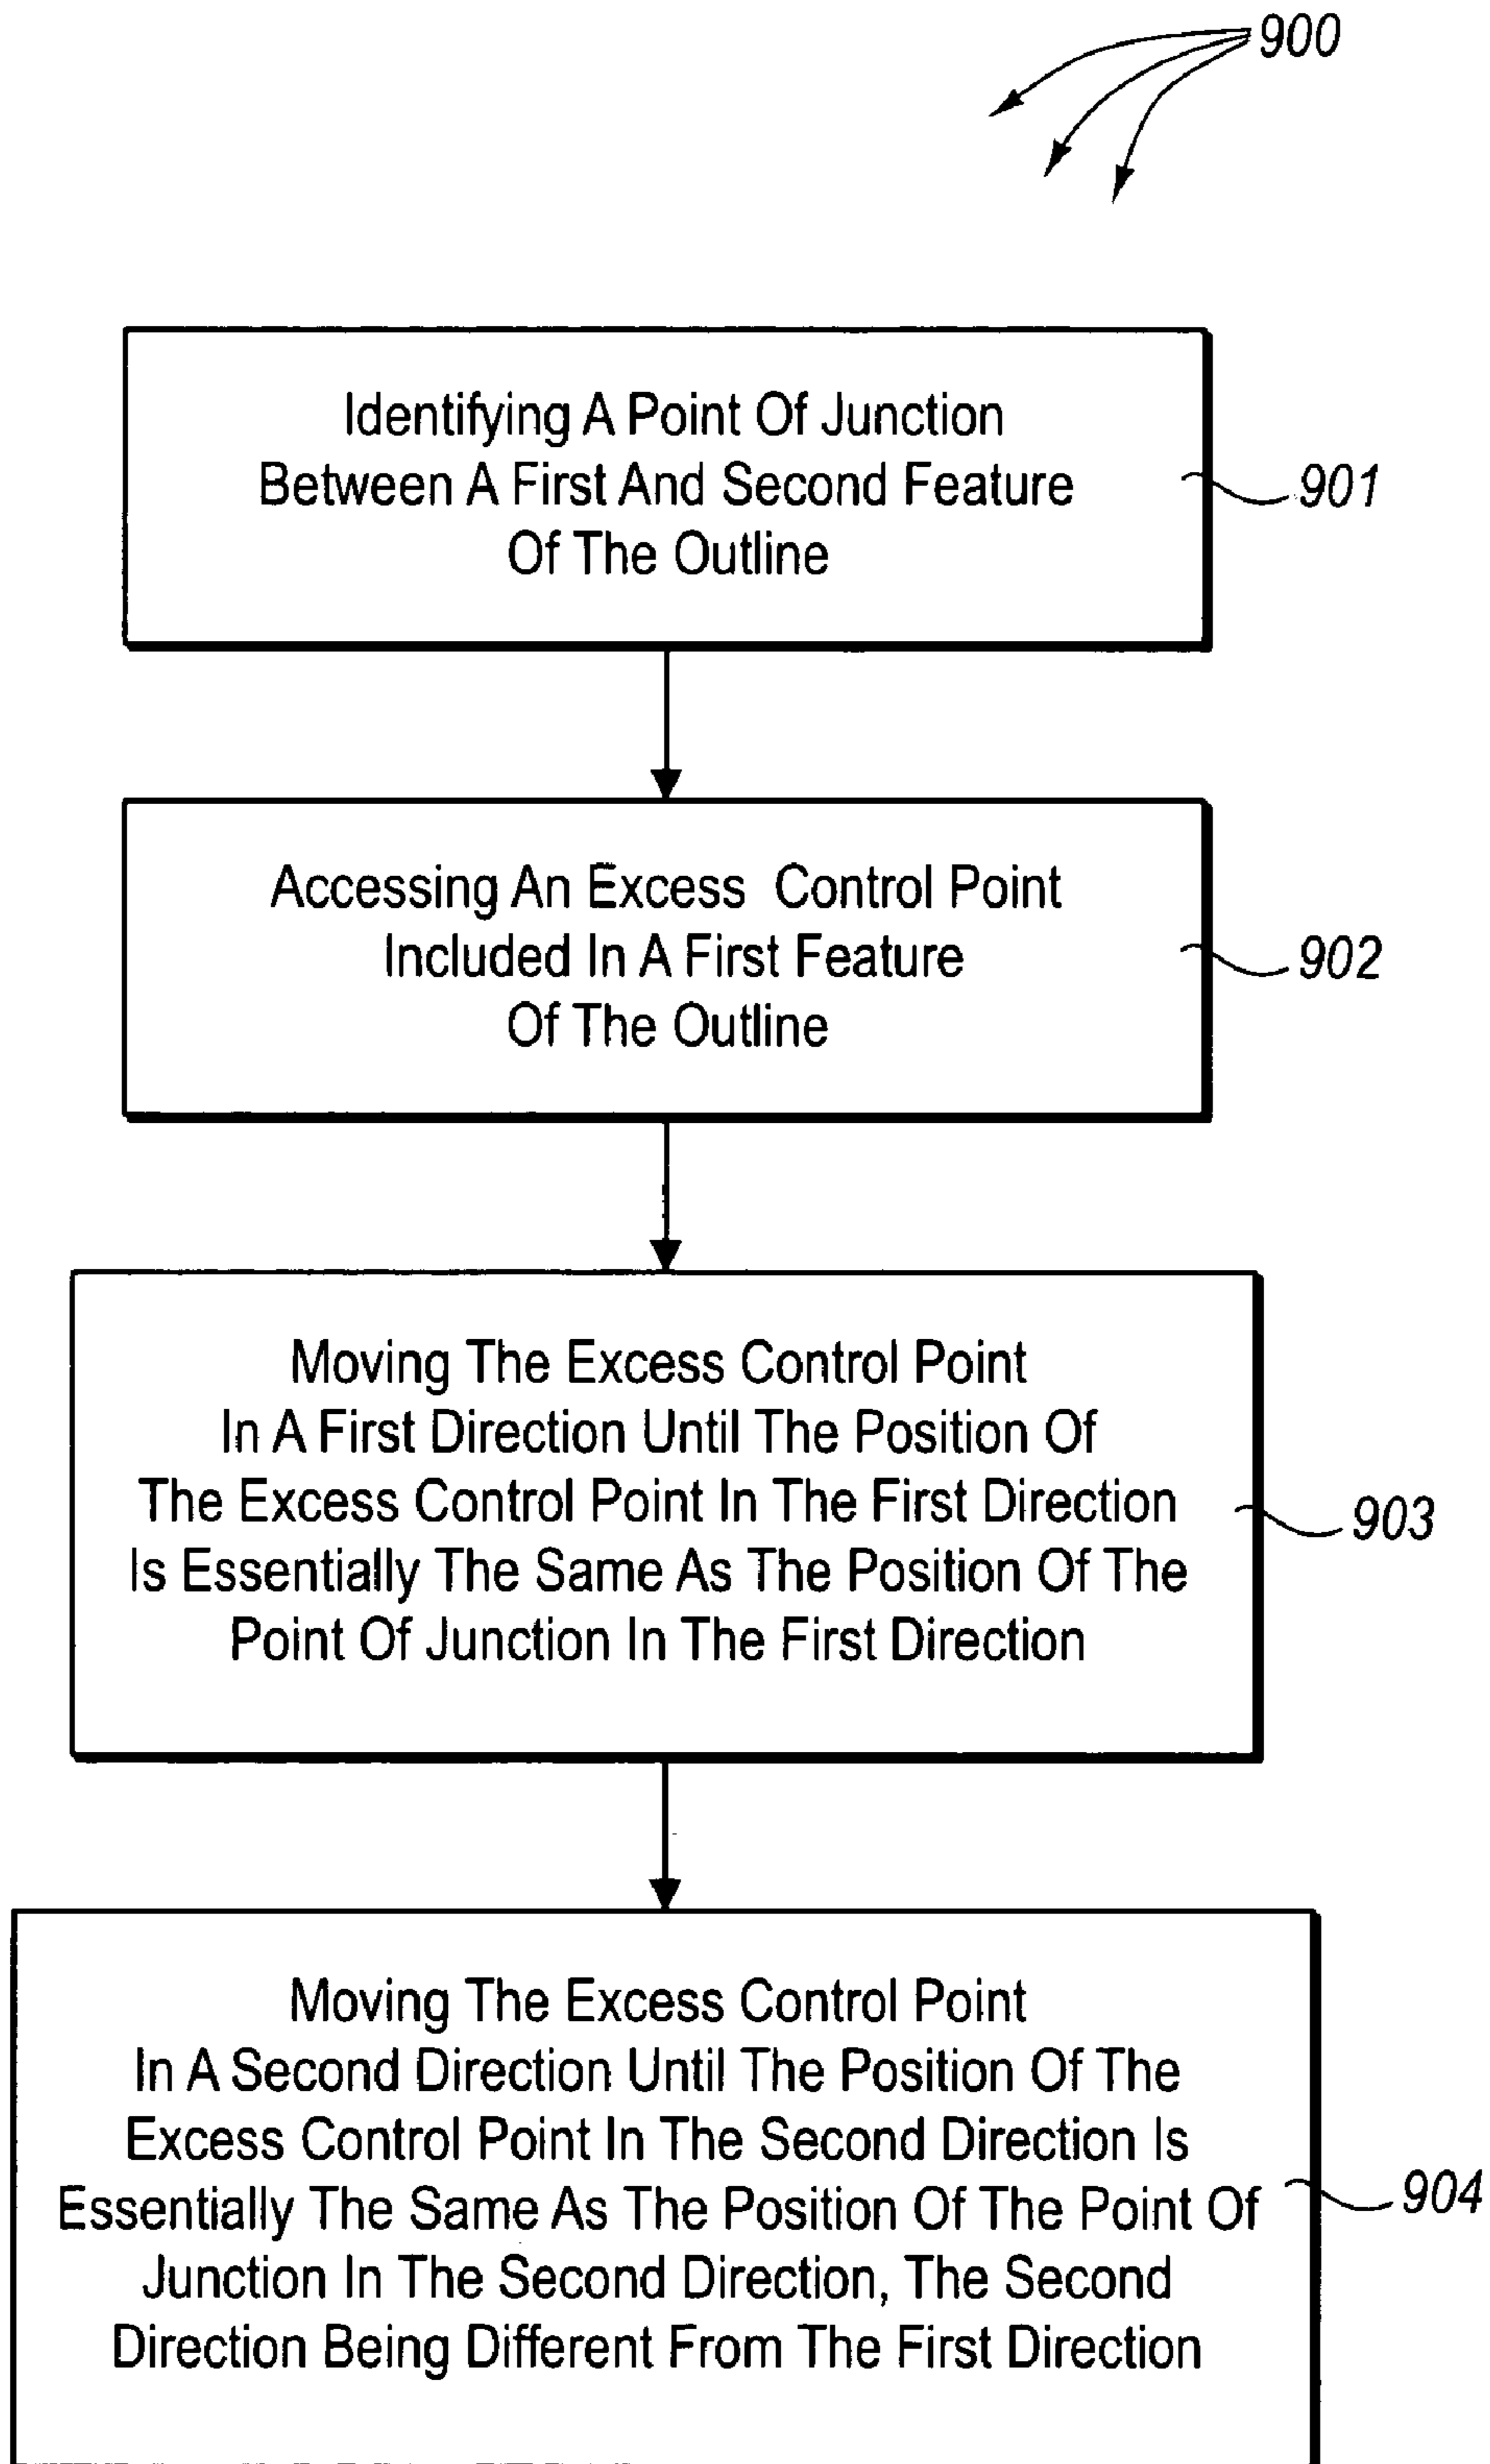 900
Identifying A Point Of Junction
Between A First And Second Feature
Of The Outline
901
Accessing An Excess Control Point
Included In A First Feature
Of The Outline
902
Moving The Excess Control Point
In A First Direction Until The Position Of
The Excess Control Point In The First Direction
Is Essentially The Same As The Position Of The
Point Of Junction In The First Direction
903
Moving The Excess Control Point
In A Second Direction Until The Position Of The
Excess Control Point In The Second Direction Is
Essentially The Same As The Position Of The Point Of
Junction In The Second Direction, The Second
Direction Being Different From The First Direction
904